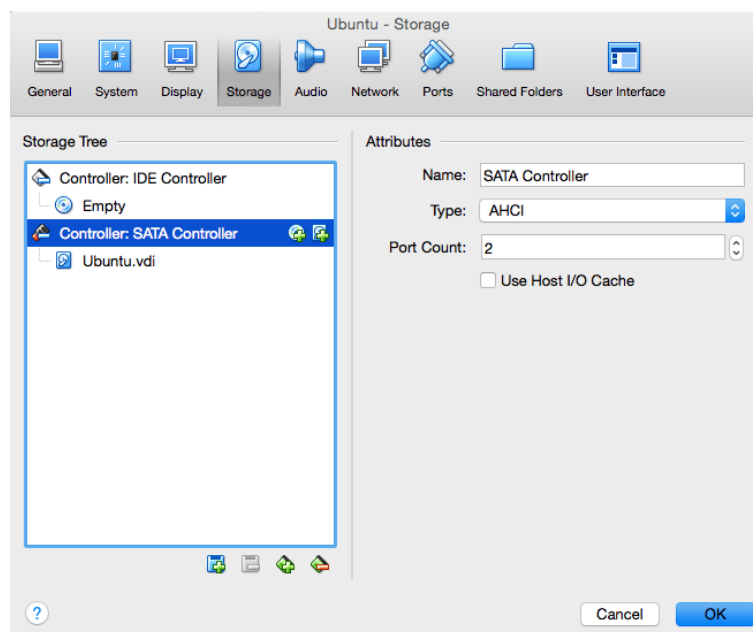 Ubuntu - Storage
General System Display Storage Audio Network Ports Shared Folders User Interface
Storage Tree
Controller: IDE Controller
Empty
Controller: SATA Controller
Ubuntu.vdi
Attributes
Name: SATA Controller
Type: AHCI
Port Count: 2
Use Host I/O Cache
?
Cancel OK